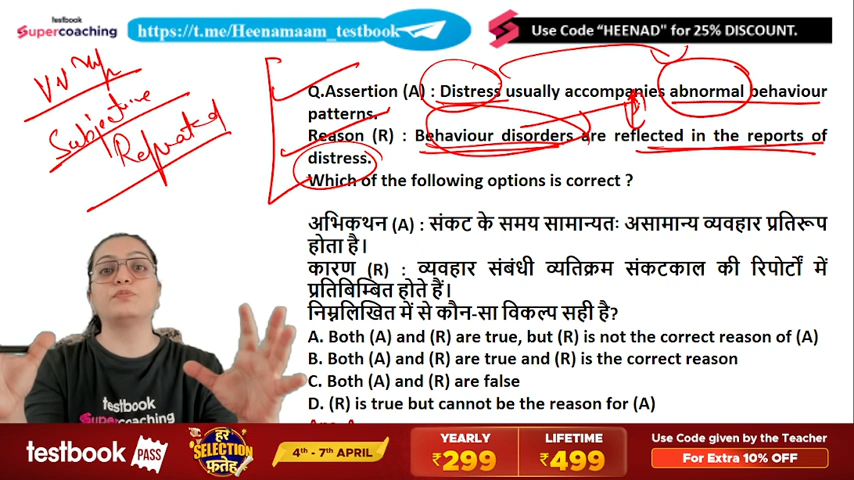 testbook
Supercoaching
https://t.me/Heenamaam_testbook
Use Code “HEENAD" for 25% DISCOUNT.
Subjective
Repeated
Q.Assertion (A) : Distress usually accompanies abnormal behaviour
patterns.
Reason (R) : Behaviour disorders are reflected in the reports of
distress.
Which of the following options is correct ?
अभिकथन (A) : संकट के समय सामान्यतः असामान्य व्यवहार प्रतिरूप
होता है।
कारण (R) : व्यवहार संबंधी व्यतिक्रम संकटकाल की रिपोर्टों में
प्रतिबिम्बित होते हैं।
निम्नलिखित में से कौन-सा विकल्प सही है?
A. Both (A) and (R) are true, but (R) is not the correct reason of (A)
B. Both (A) and (R) are true and (R) is the correct reason
C. Both (A) and (R) are false
D. (R) is true but cannot be the reason for (A)
testbook
Supercoaching
testbook PASS
हर SELECTION फतेह
4th - 7th APRIL
YEARLY
₹299
LIFETIME
₹499
Use Code given by the Teacher
For Extra 10% OFF